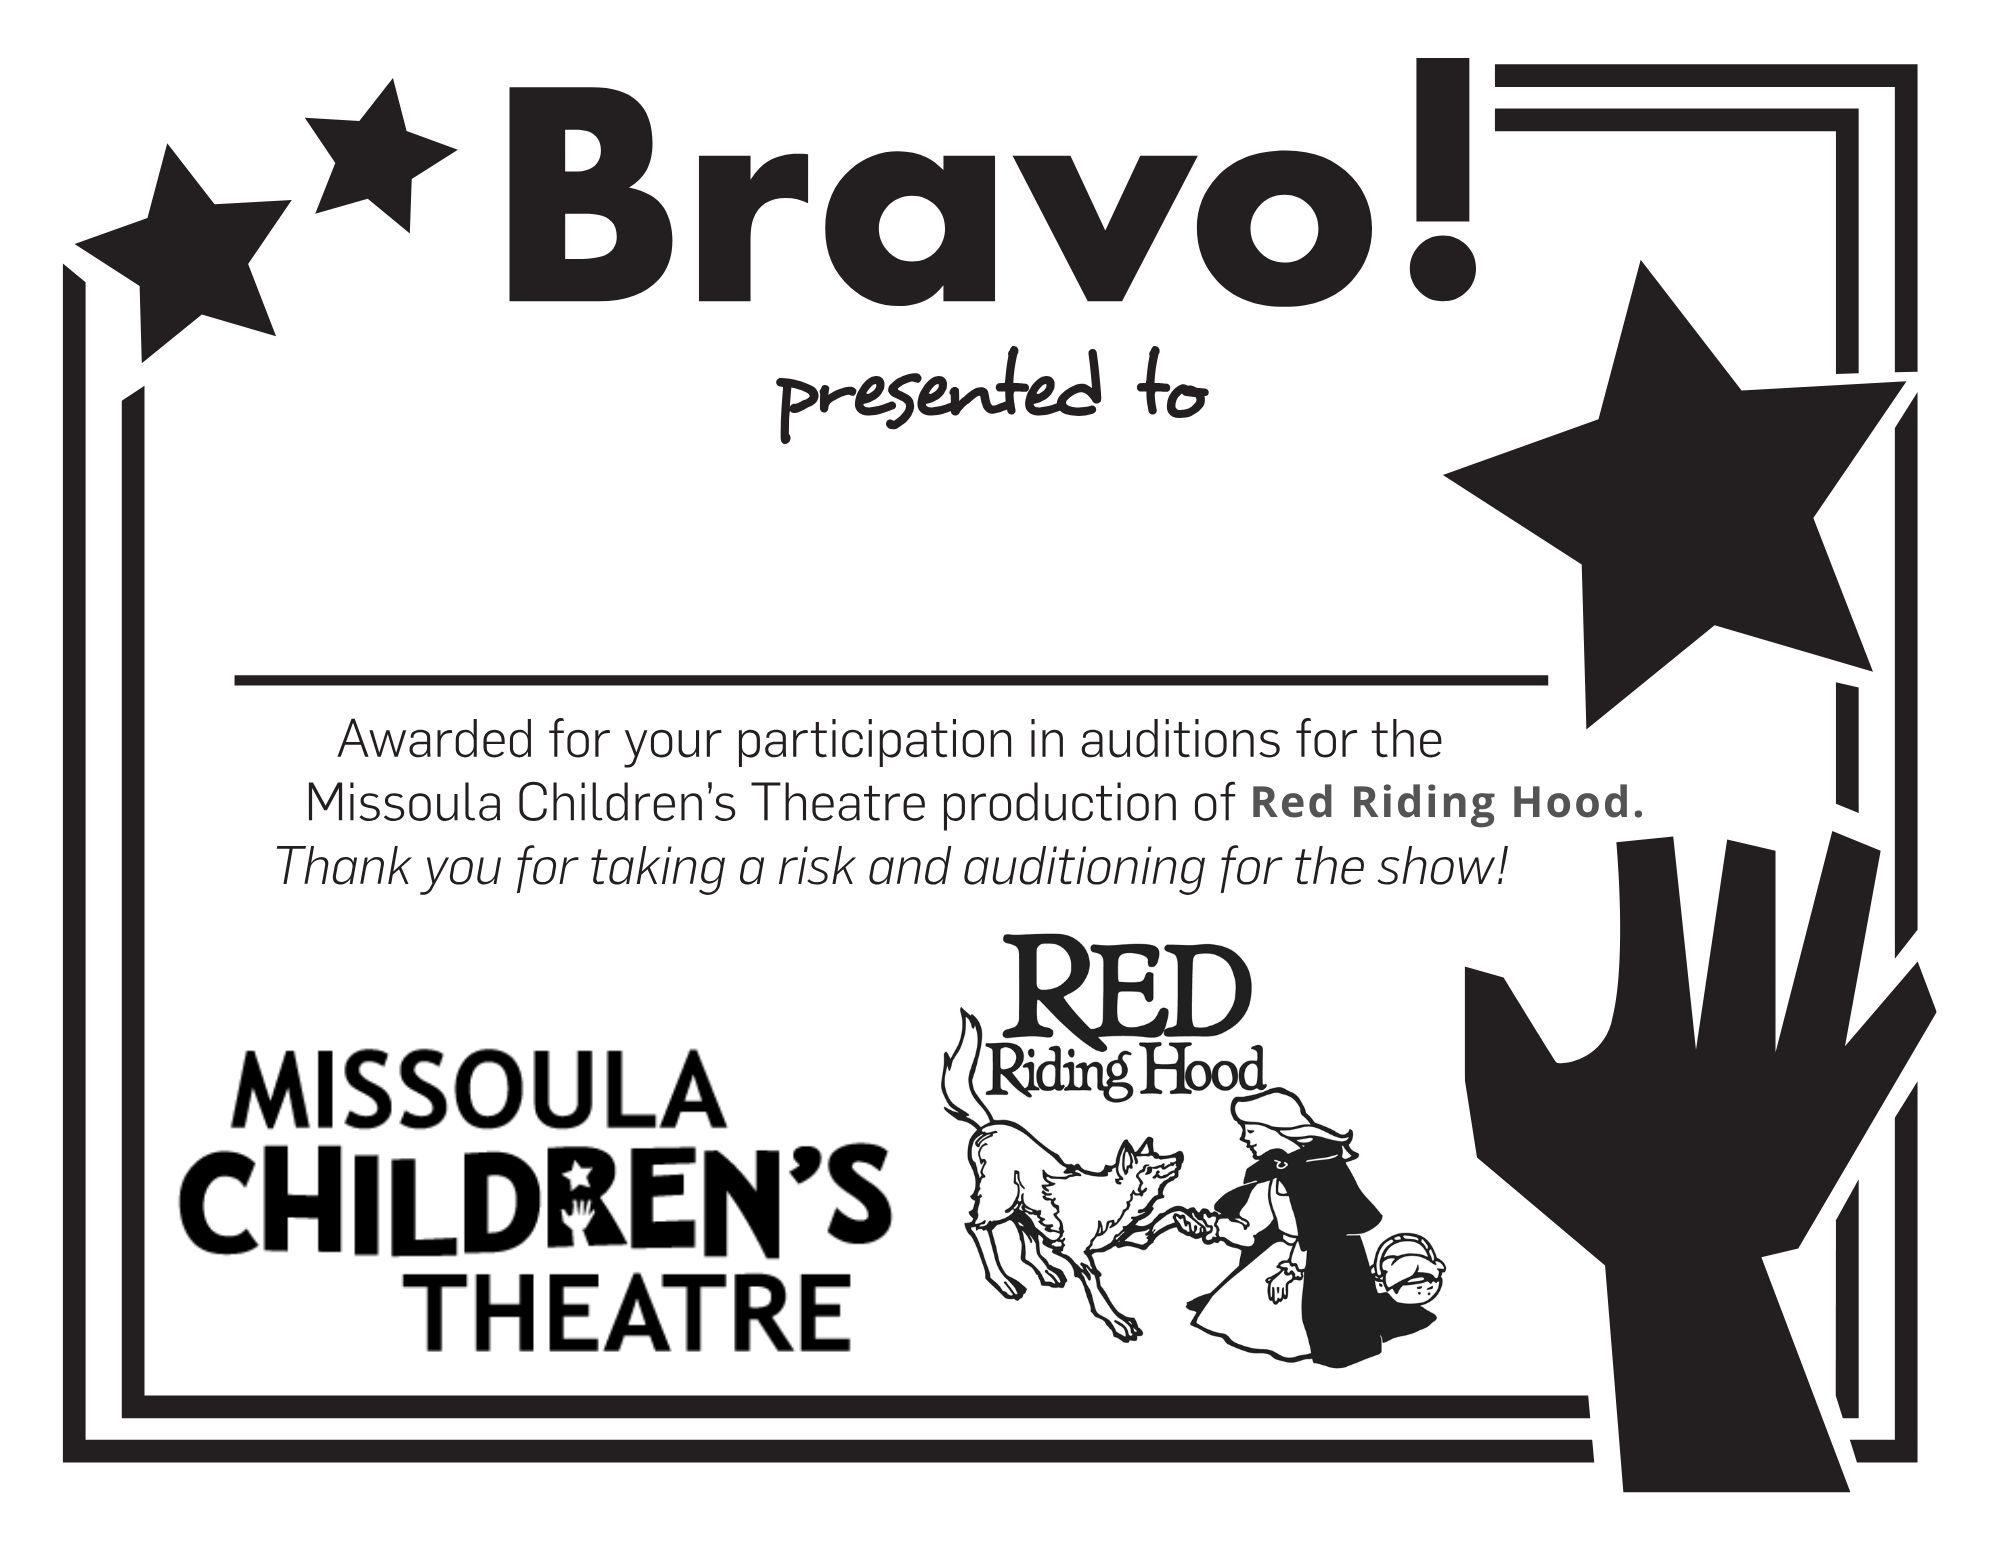 Bravo!
presented to
Awarded for your participation in auditions for the
Missoula Children's Theatre production of Red Riding Hood.
Thank you for taking a risk and auditioning for the show!
RED
Riding Hood
MISSOULA
CHILDREN'S
THEATRE